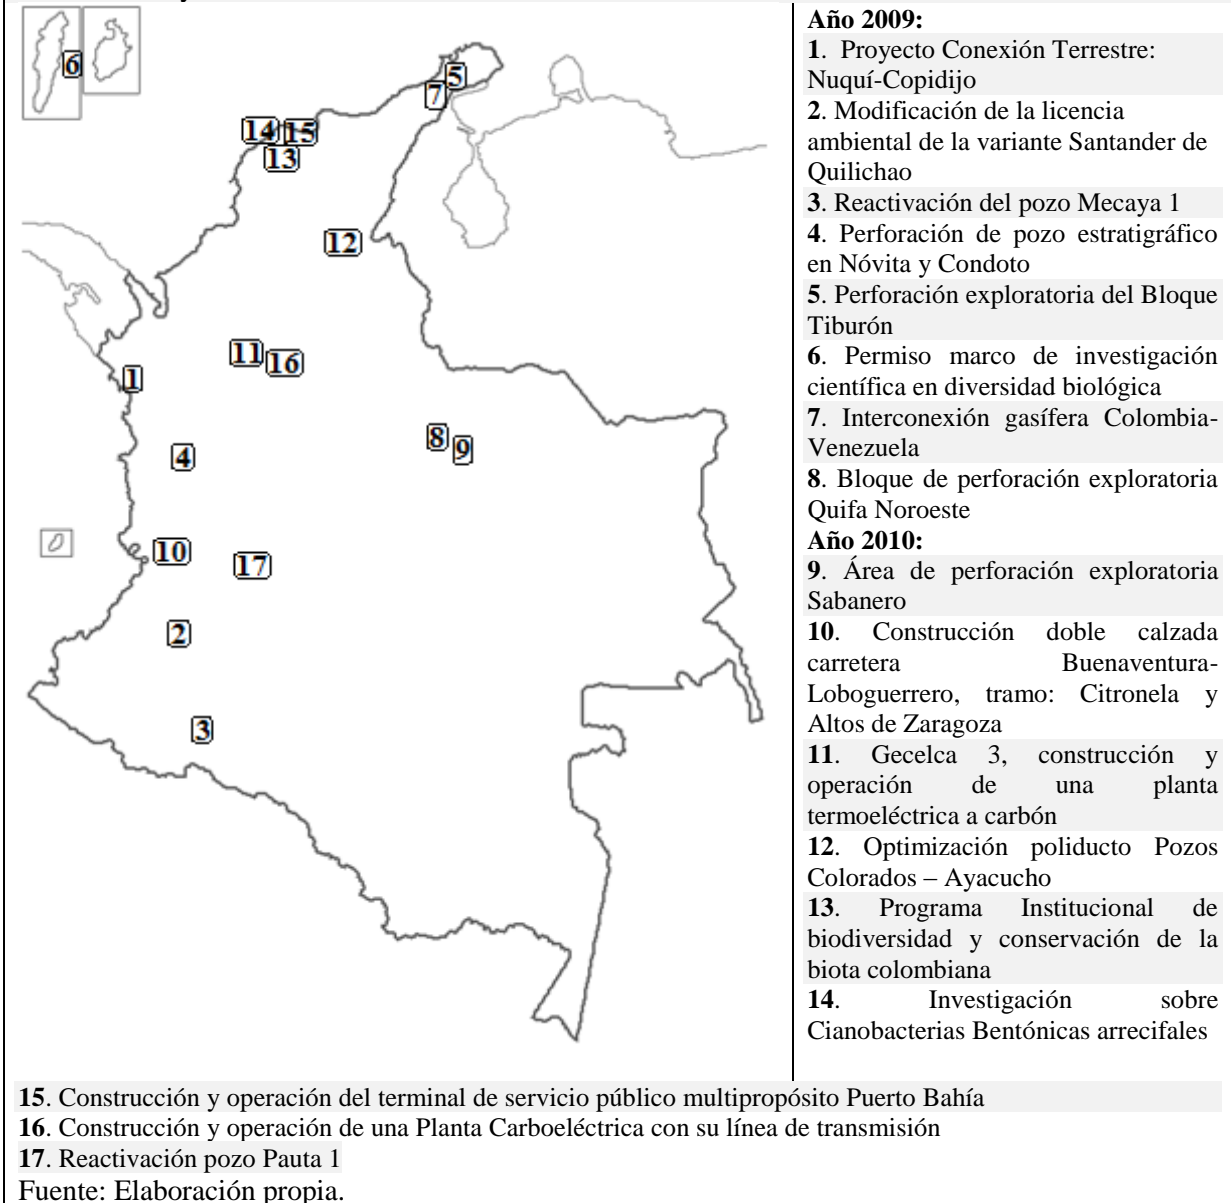 6
5
7
14
15
13
12
11
16
1
8
9
4
10
17
2
3
Año 2009:
1. Proyecto Conexión Terrestre:
Nuquí-Copidijo
2. Modificación de la licencia
ambiental de la variante Santander de
Quilichao
3. Reactivación del pozo Mecaya 1
4. Perforación de pozo estratigráfico
en Nóvita y Condoto
5. Perforación exploratoria del Bloque
Tiburón
6. Permiso marco de investigación
científica en diversidad biológica
7. Interconexión gasífera Colombia-
Venezuela
8. Bloque de perforación exploratoria
Quifa Noroeste
Año 2010:
9. Área de perforación exploratoria
Sabanero
10. Construcción doble calzada
carretera Buenaventura-
Loboguerrero, tramo: Citronela y
Altos de Zaragoza
11. Gecelca 3, construcción y
operación de una planta
termoeléctrica a carbón
12. Optimización poliducto Pozos
Colorados – Ayacucho
13. Programa Institucional de
biodiversidad y conservación de la
biota colombiana
14. Investigación sobre
Cianobacterias Bentónicas arrecifales
15. Construcción y operación del terminal de servicio público multipropósito Puerto Bahía
16. Construcción y operación de una Planta Carboeléctrica con su línea de transmisión
17. Reactivación pozo Pauta 1
Fuente: Elaboración propia.